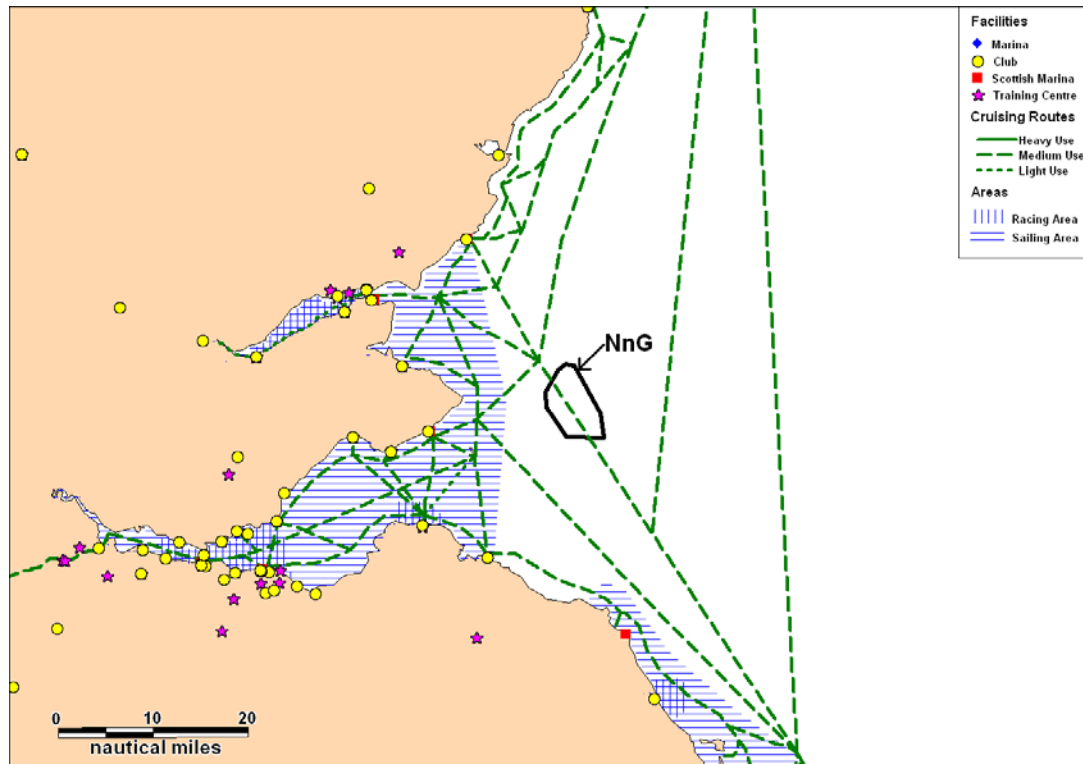 Facilities
Marina
Club
Scottish Marina
Training Centre
Cruising Routes
Heavy Use
Medium Use
Light Use
Areas
Racing Area
Sailing Area
NnG
0 10 20
nautical miles